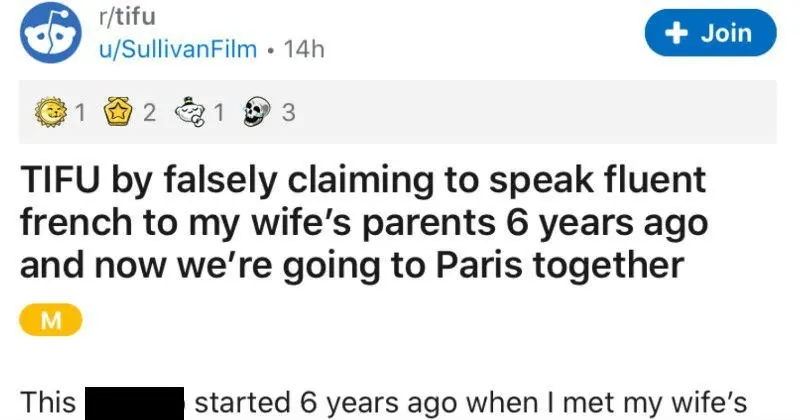 r/tifu
u/SullivanFilm • 14h
+ Join
1 2 1 3
TIFU by falsely claiming to speak fluent
french to my wife’s parents 6 years ago
and now we’re going to Paris together
M
This started 6 years ago when I met my wife’s